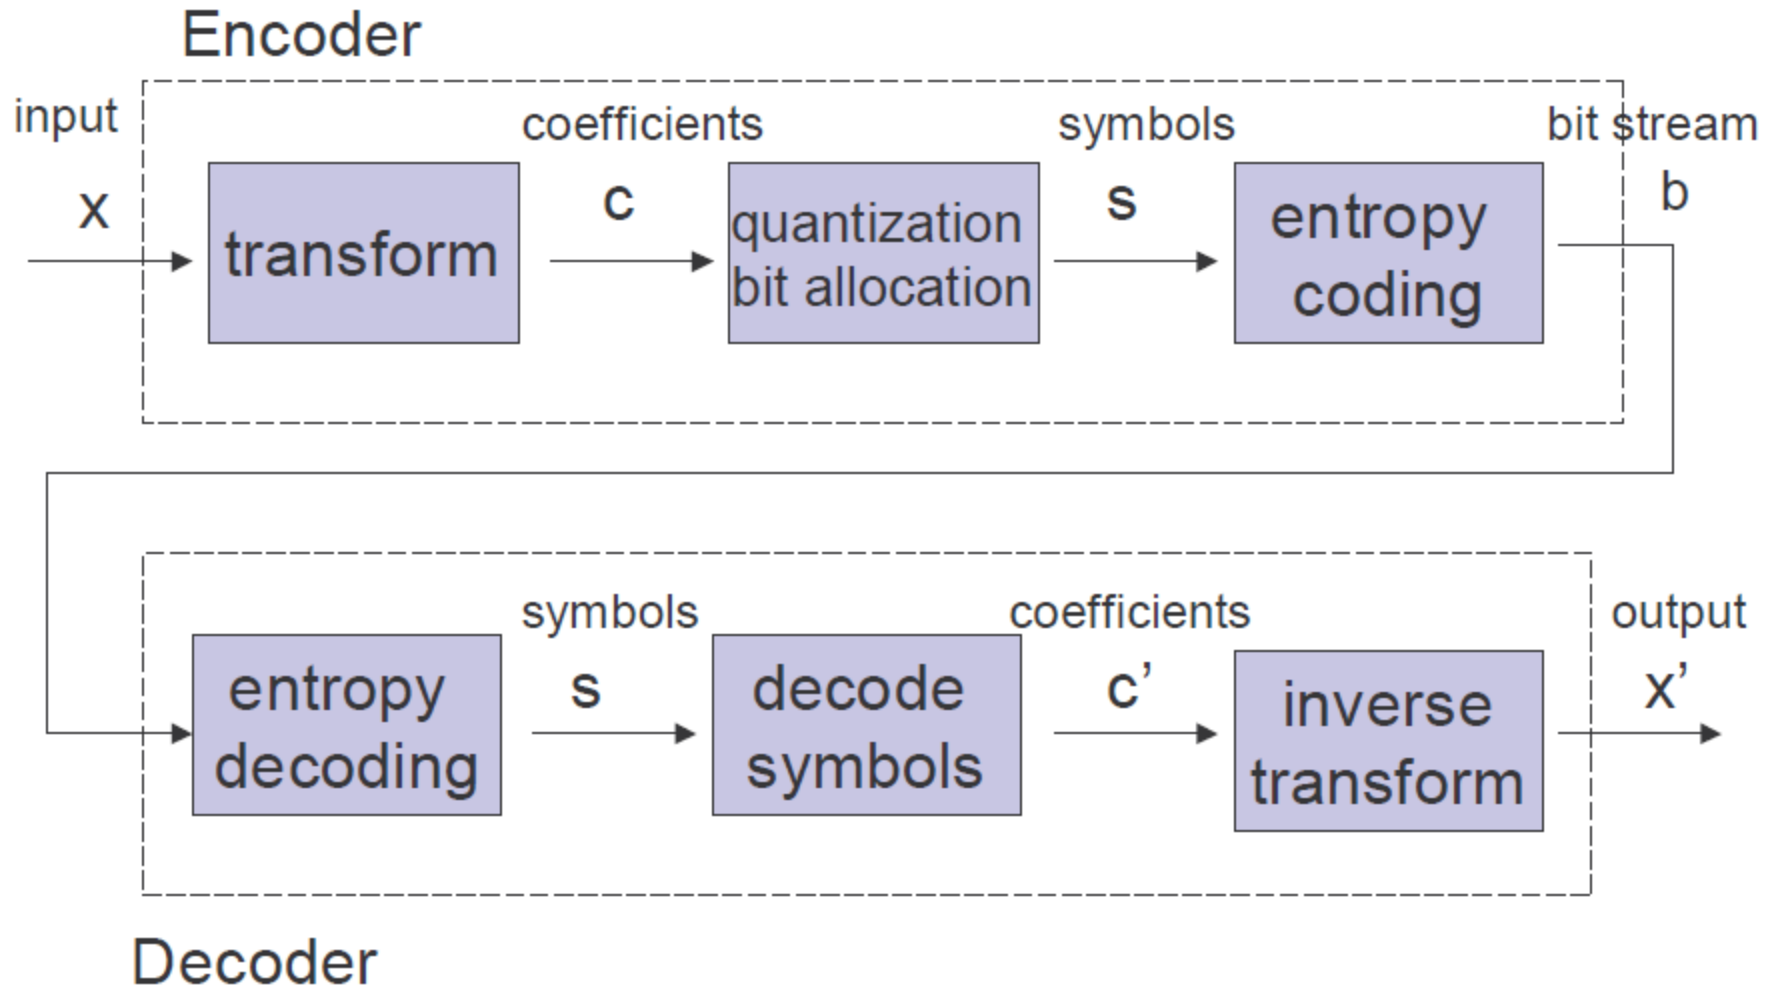 Encoder
input
coefficients
symbols
bit stream
x
c
s
b
transform
quantization
bit allocation
entropy
coding
symbols
coefficients
output
s
c’
x’
entropy
decoding
decode
symbols
inverse
transform
Decoder